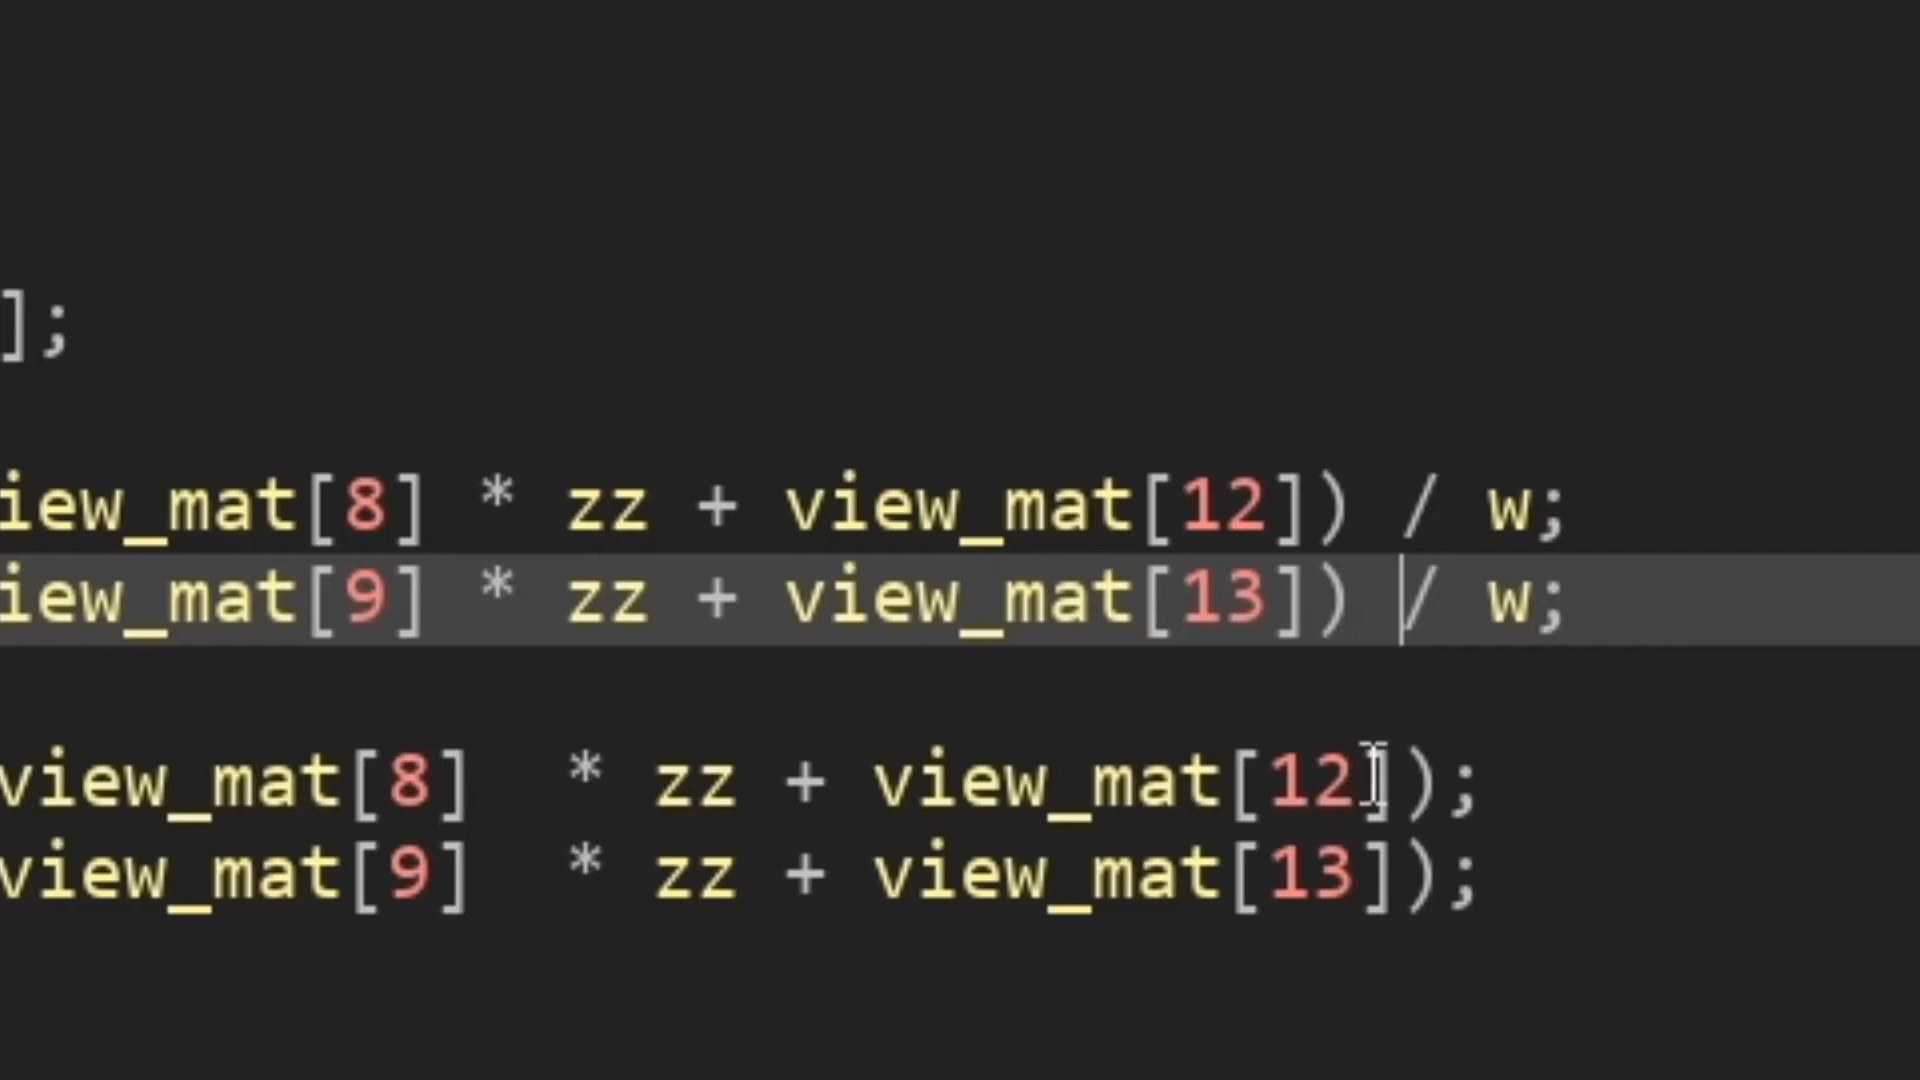 ];
iew_mat[8] * zz + view_mat[12]) / w;
iew_mat[9] * zz + view_mat[13]) / w;
view_mat[8]  * zz + view_mat[12]);
view_mat[9]  * zz + view_mat[13]);